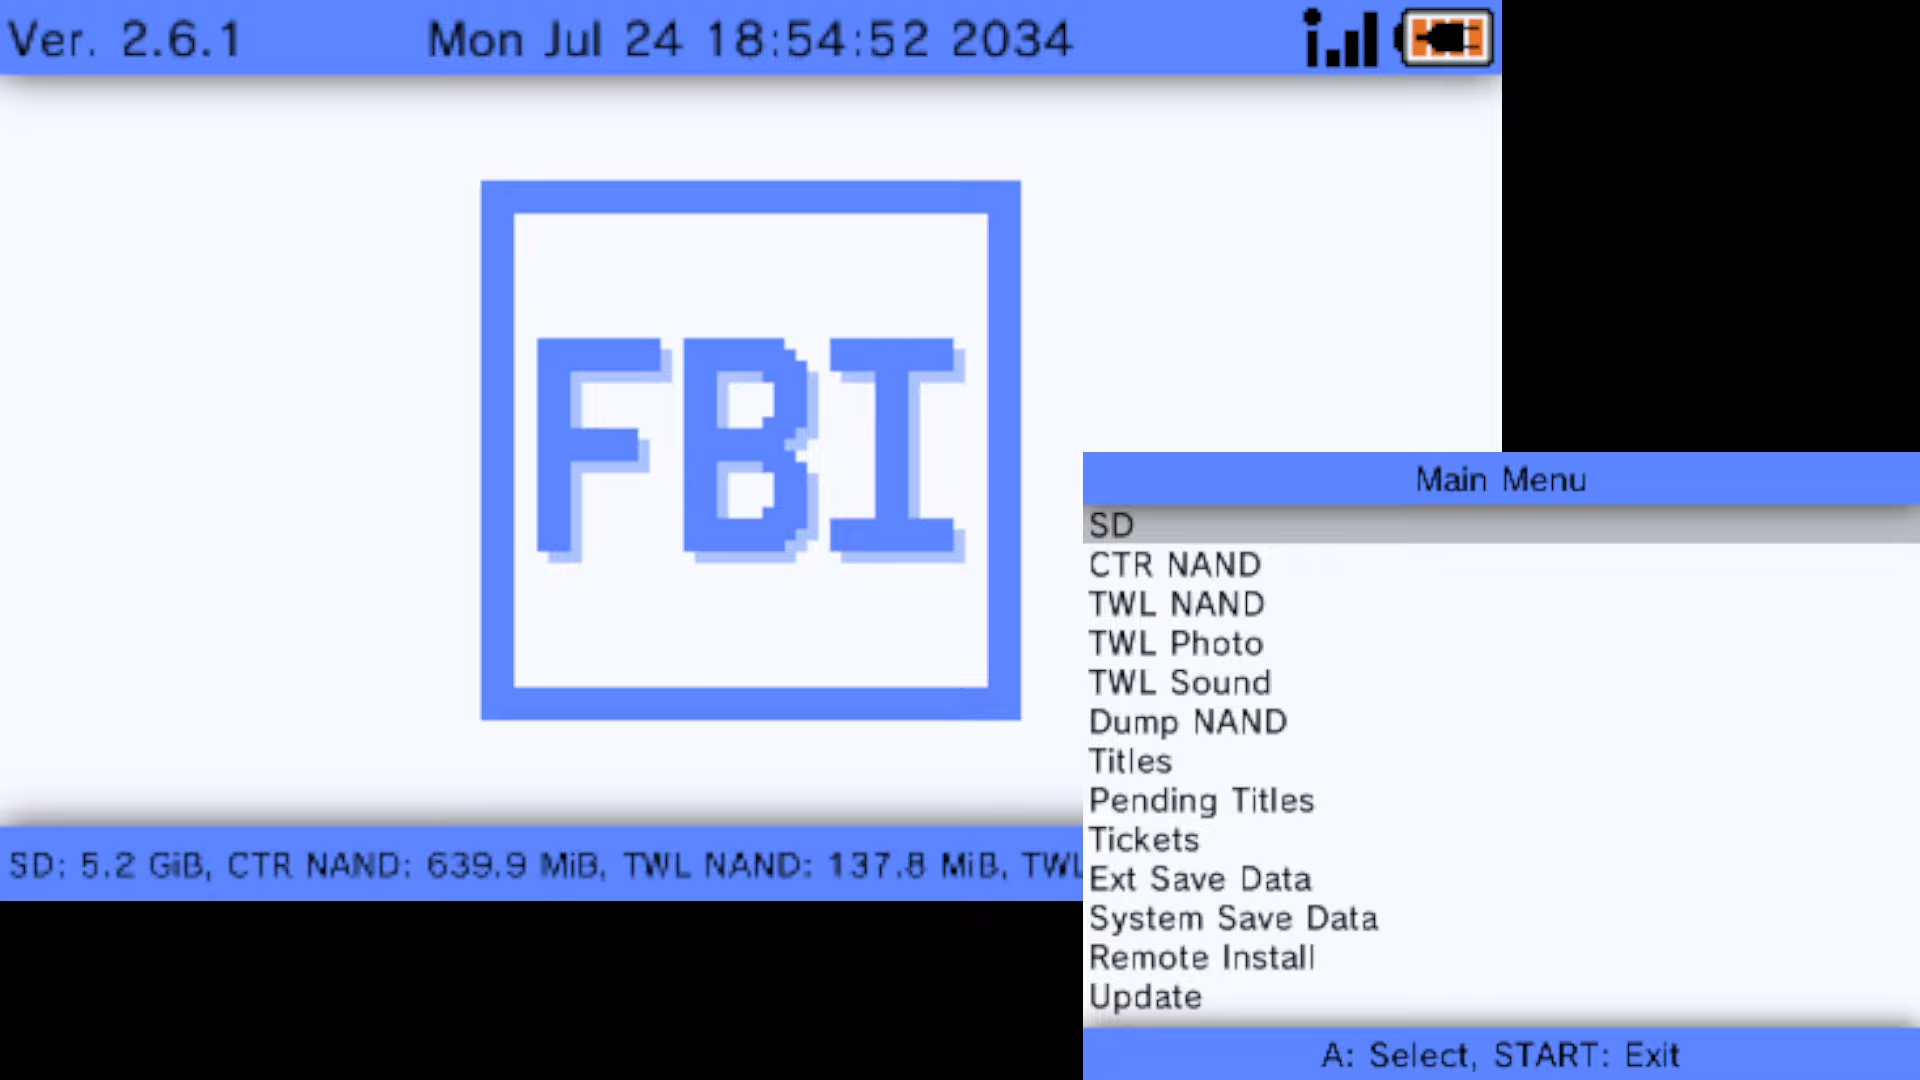 Ver. 2.6.1
Mon Jul 24 18:54:52 2034
FBI
SD: 5.2 GiB, CTR NAND: 639.9 MiB, TWL NAND: 137.8 MiB, TWL
Main Menu
SD
CTR NAND
TWL NAND
TWL Photo
TWL Sound
Dump NAND
Titles
Pending Titles
Tickets
Ext Save Data
System Save Data
Remote Install
Update
A: Select, START: Exit